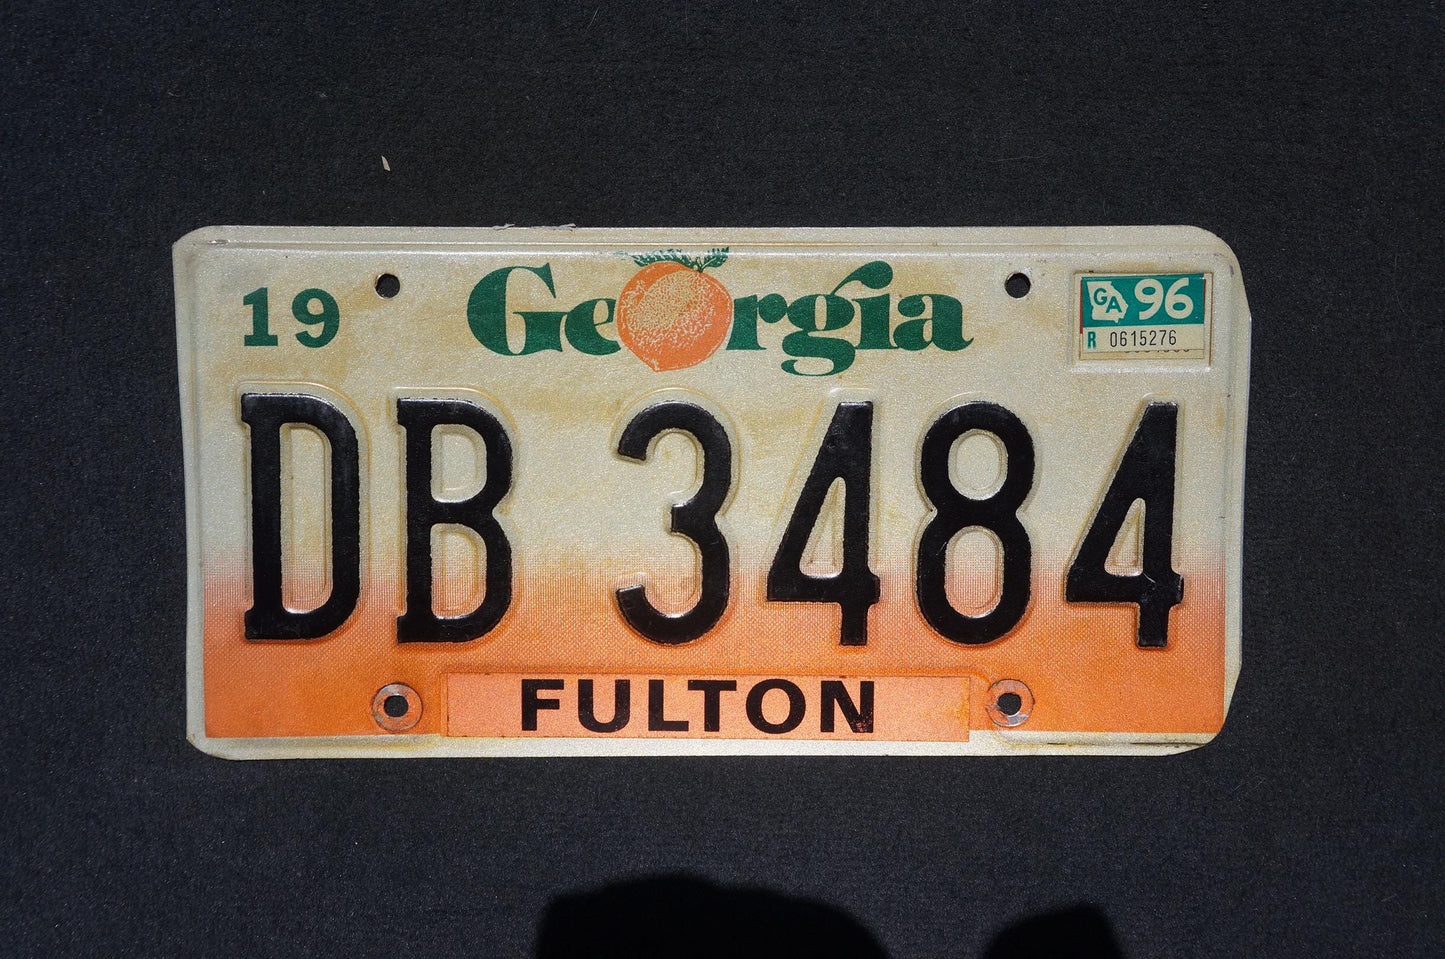 19 Georgia GA 96
R 0615276
DB 3484
FULTON